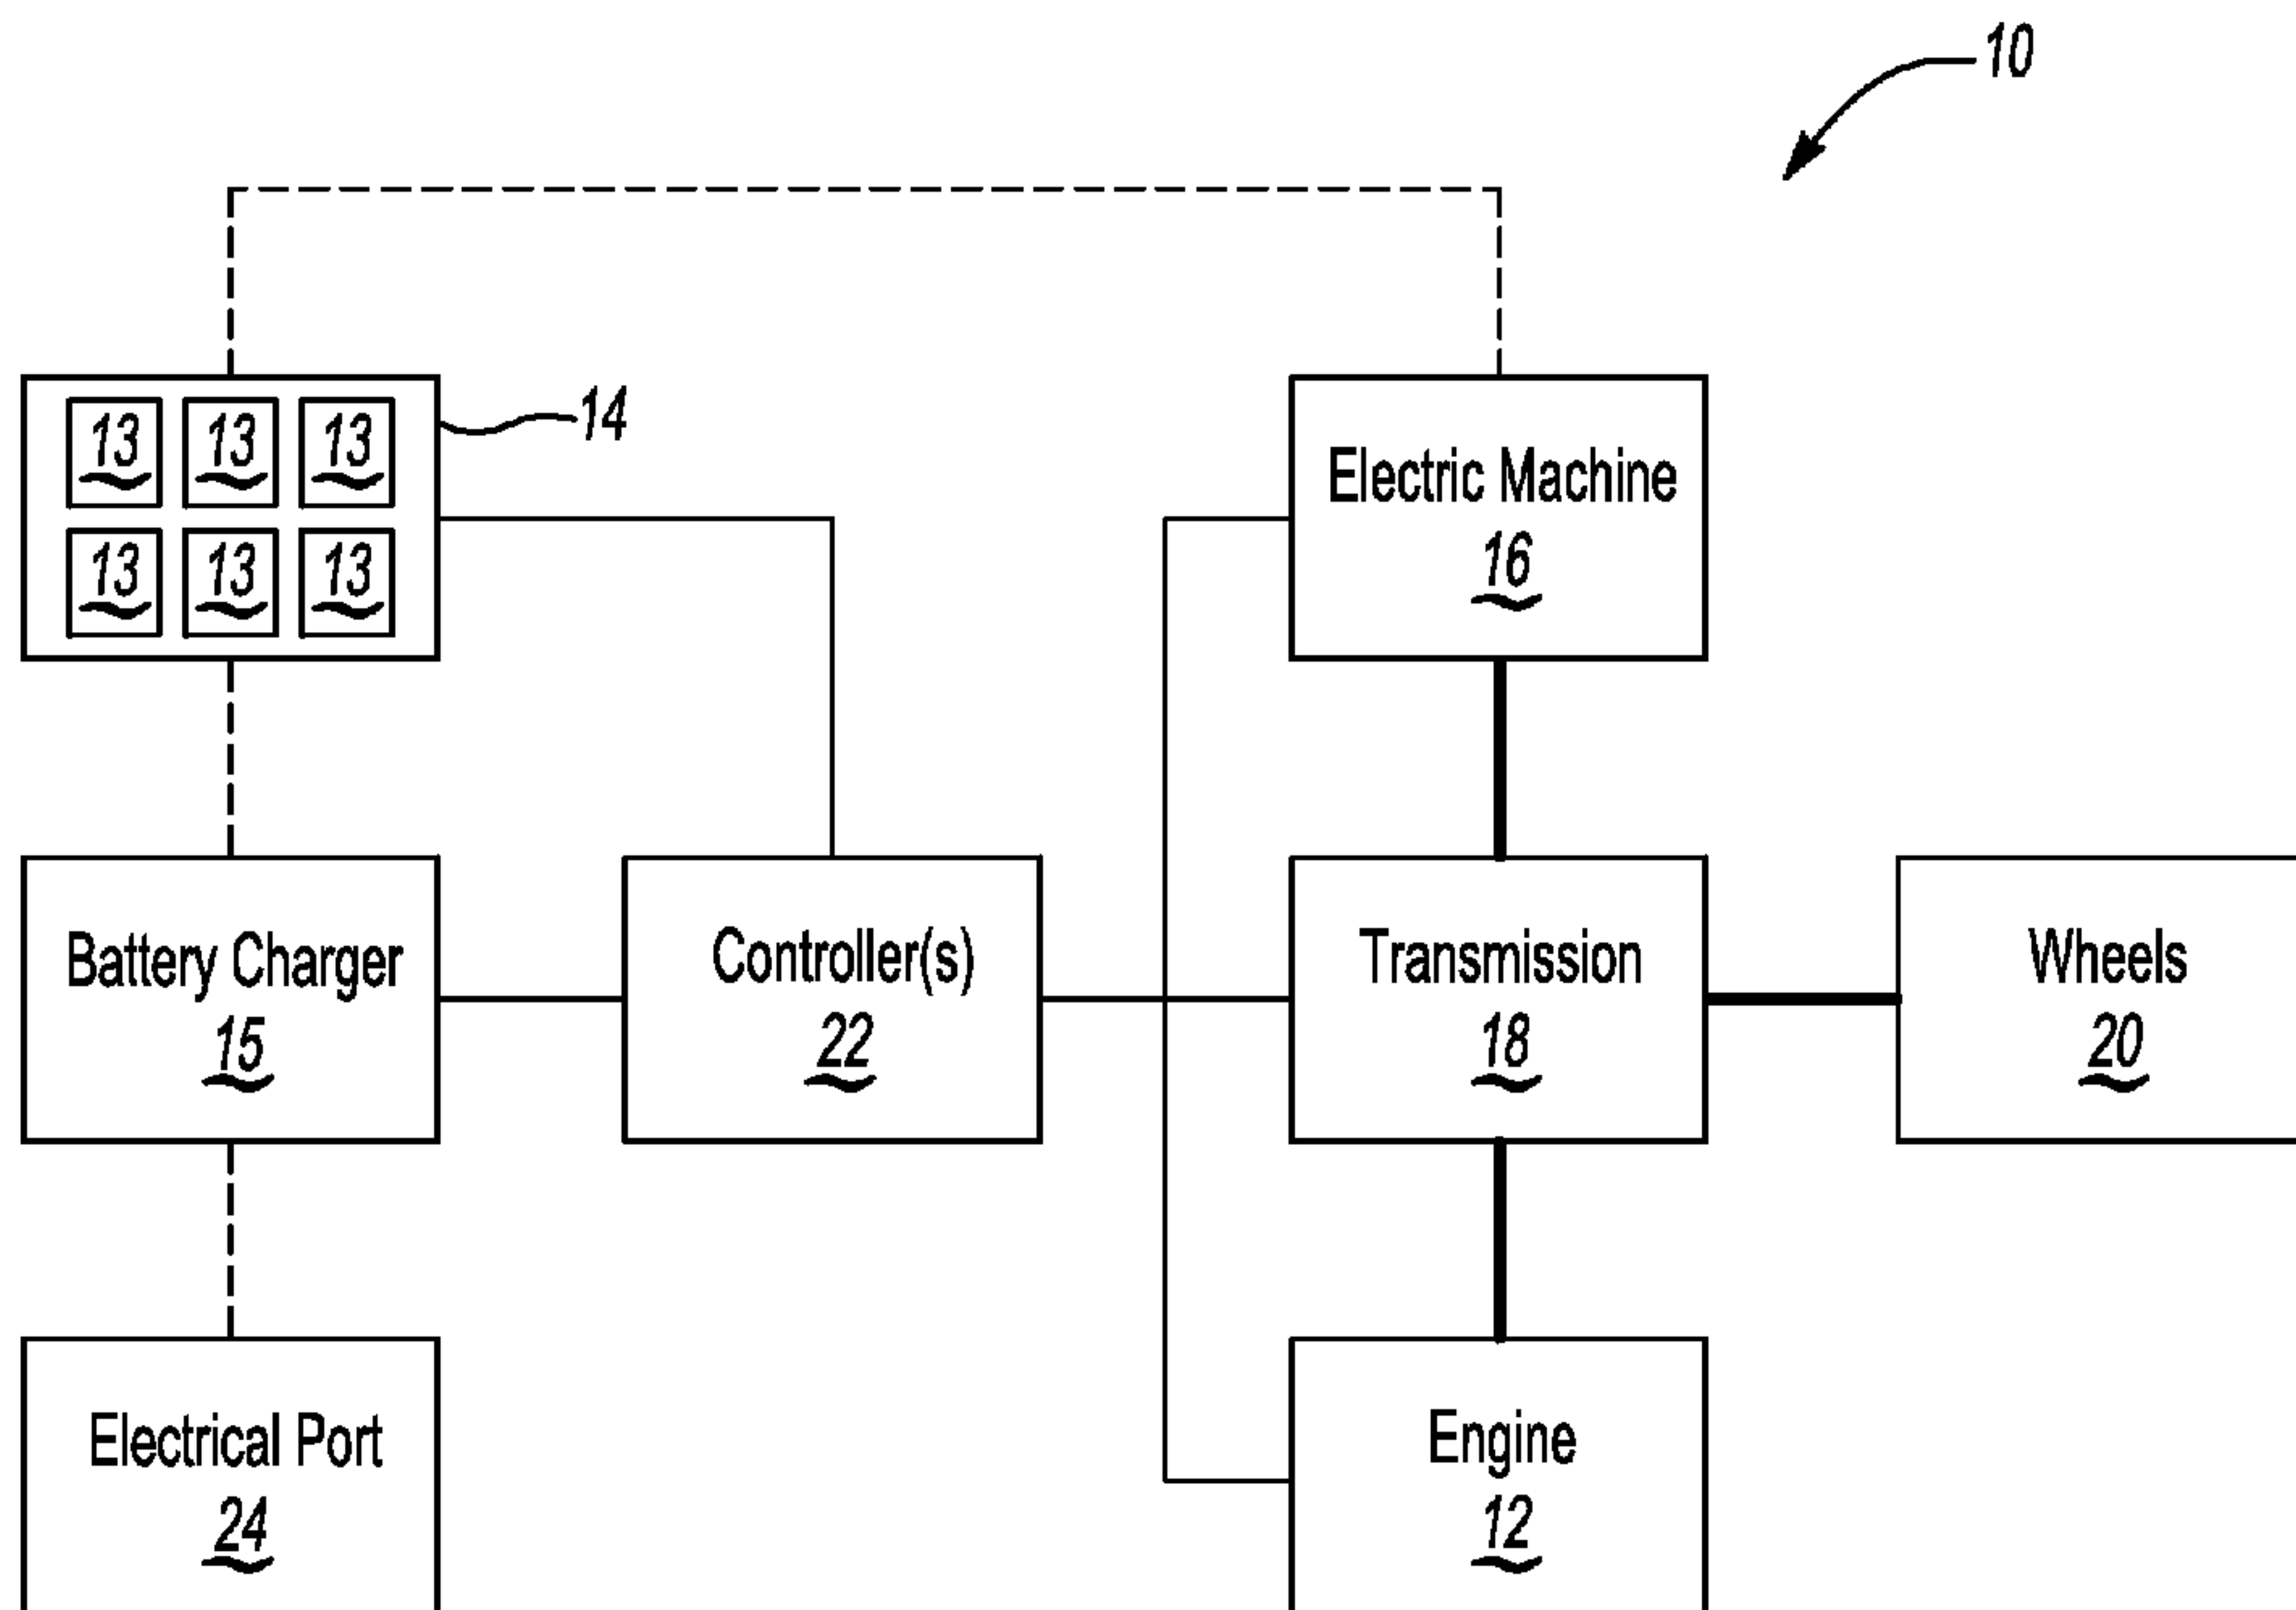 10
14
13 13 13
13 13 13
Electric Machine
16
Battery Charger
15
Controller(s)
22
Transmission
18
Wheels
20
Electrical Port
24
Engine
12